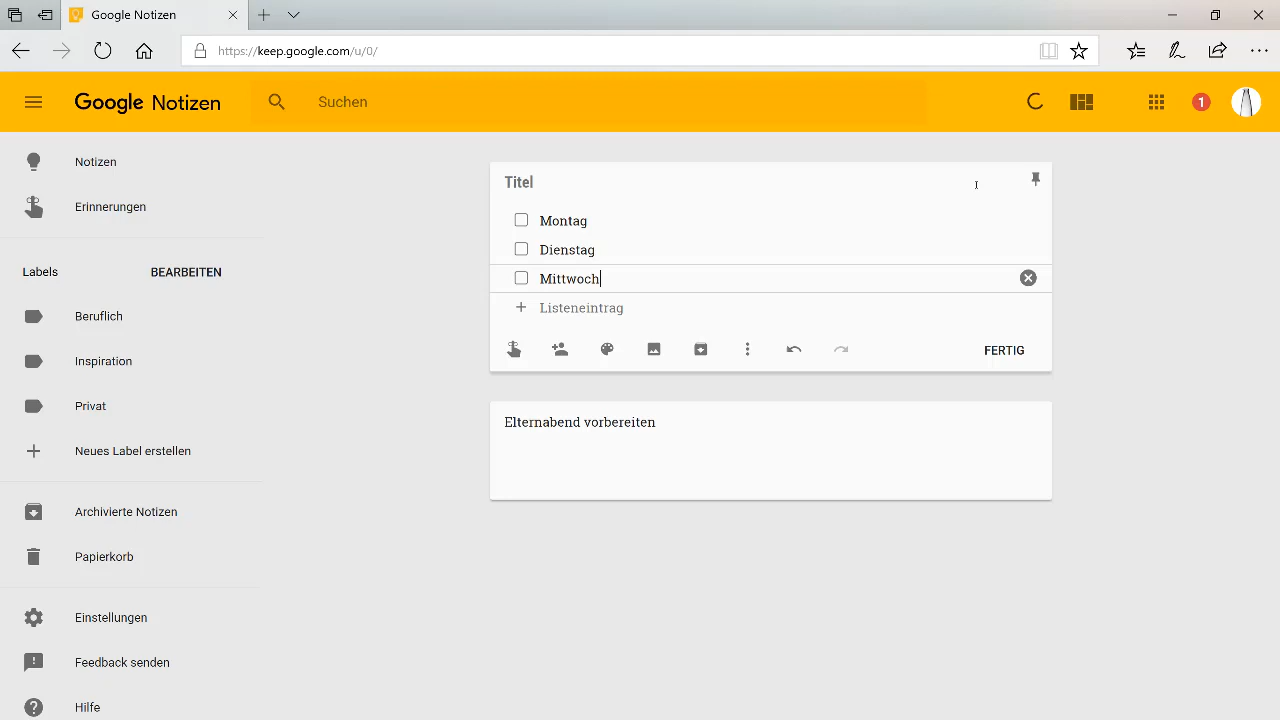 Google Notizen
https://keep.google.com/u/0/
Google Notizen
Suchen
1
Notizen
Erinnerungen
Labels
BEARBEITEN
Beruflich
Inspiration
Privat
Neues Label erstellen
Archivierte Notizen
Papierkorb
Einstellungen
Feedback senden
Hilfe
Titel
Montag
Dienstag
Mittwoch
Listeneintrag
FERTIG
Elternabend vorbereiten